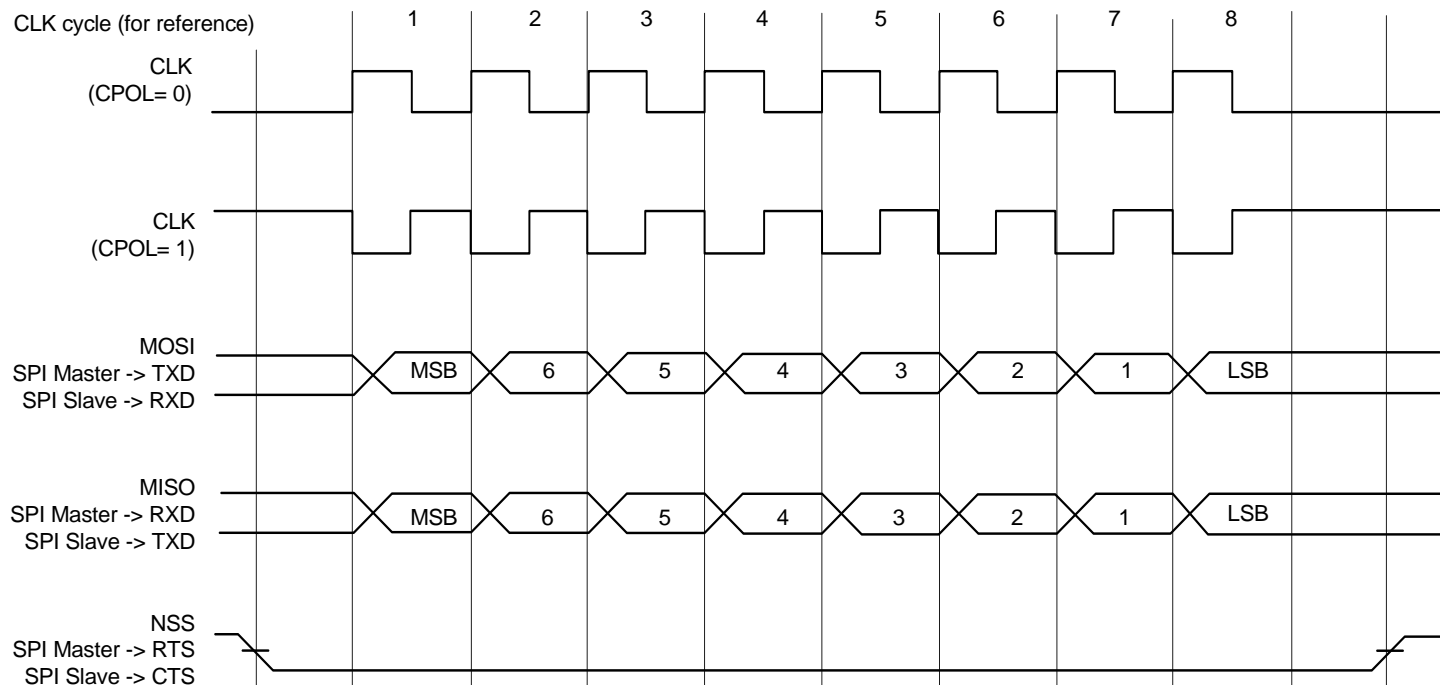 CLK cycle (for reference) 1 2 3 4 5 6 7 8
CLK
(CPOL= 0)
CLK
(CPOL= 1)
MOSI
SPI Master -> TXD MSB 6 5 4 3 2 1 LSB
SPI Slave -> RXD
MISO
SPI Master -> RXD MSB 6 5 4 3 2 1 LSB
SPI Slave -> TXD
NSS
SPI Master -> RTS
SPI Slave -> CTS